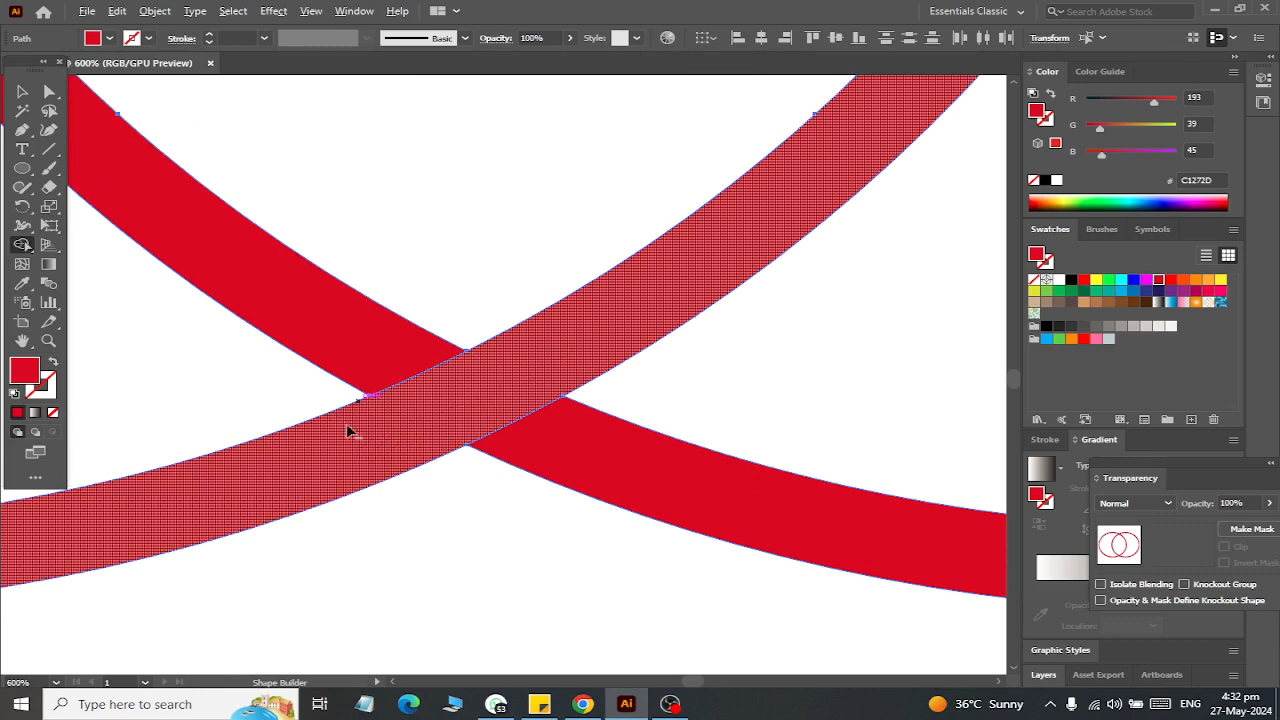 Ai File Edit Object Type Select Effect View Window Help Essentials Classic Search Adobe Stock
Path Stroke: Basic Opacity: 100% Styles: Transform
600% (RGB/GPU Preview)
Color Color Guide
R 193
G 39
B 45
# C1272D
Swatches Brushes Symbols
Stroke Gradient
Transparency
Normal Opacity: 100%
Make Mask
Clip
Invert Mask
Isolate Blending Knockout Group
Opacity & Mask Define Knockout Shape
Locations:
Graphic Styles
Layers Asset Export Artboards
600% 1 Shape Builder
Type here to search 36°C Sunny 4:32 pm
27-May-2024